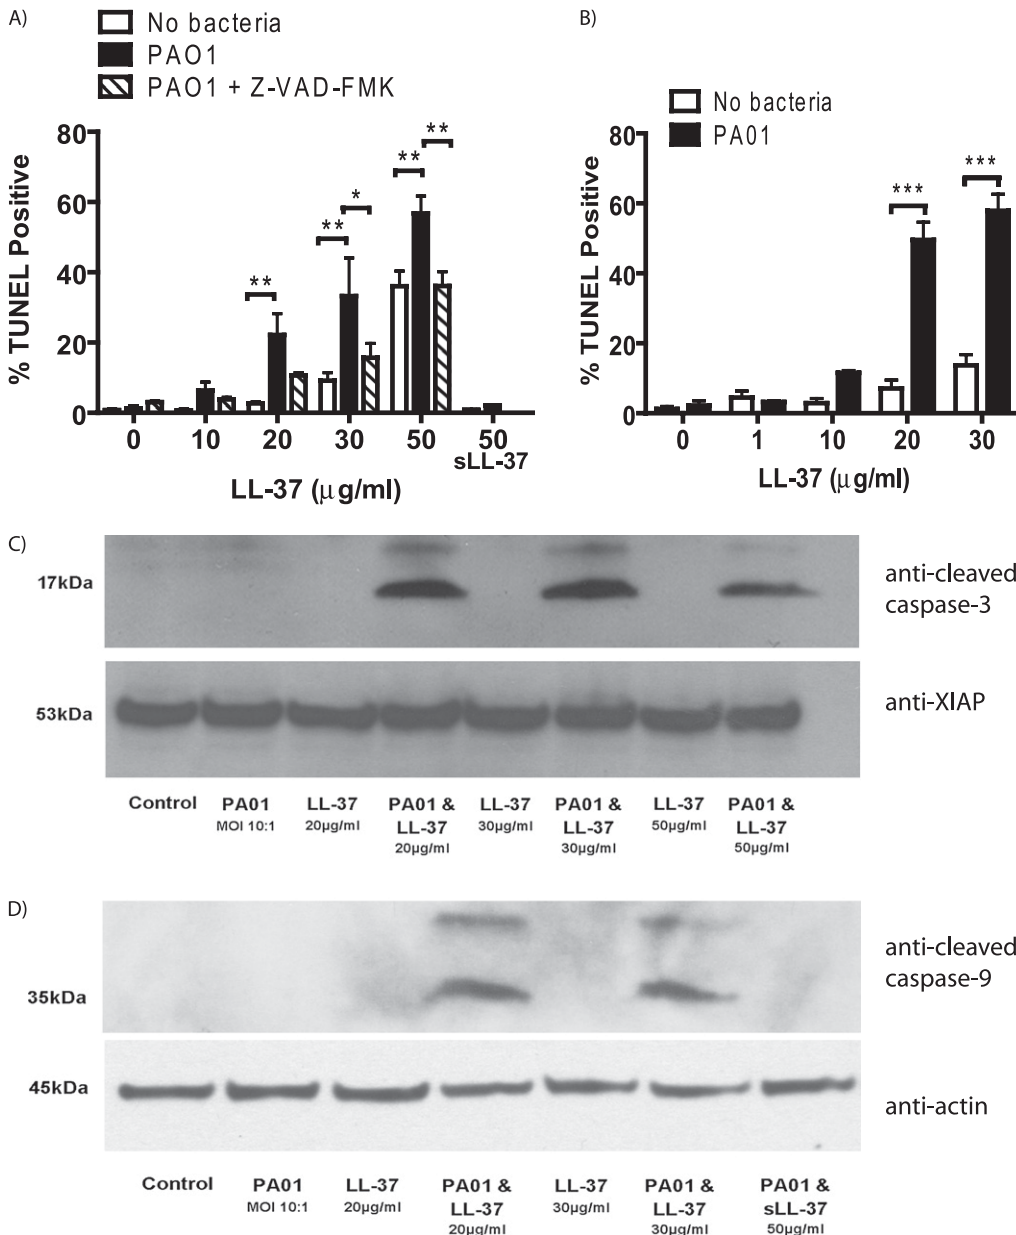 A)
No bacteria
PAO1
PAO1 + Z-VAD-FMK
% TUNEL Positive
80
60
40
20
0
**
**
*
**
**
0 10 20 30 50 50
sLL-37
LL-37 (μg/ml)
B)
No bacteria
PA01
% TUNEL Positive
80
60
40
20
0
***
***
0 1 10 20 30
LL-37 (μg/ml)
C)
17kDa
anti-cleaved
caspase-3
53kDa
anti-XIAP
Control PA01 LL-37 PA01 & LL-37 PA01 & LL-37 PA01 &
MOI 10:1 20μg/ml LL-37 30μg/ml LL-37 50μg/ml LL-37
20μg/ml 30μg/ml 50μg/ml
D)
35kDa
anti-cleaved
caspase-9
45kDa
anti-actin
Control PA01 LL-37 PA01 & LL-37 PA01 & PA01 &
MOI 10:1 20μg/ml LL-37 30μg/ml LL-37 sLL-37
20μg/ml 30μg/ml 50μg/ml